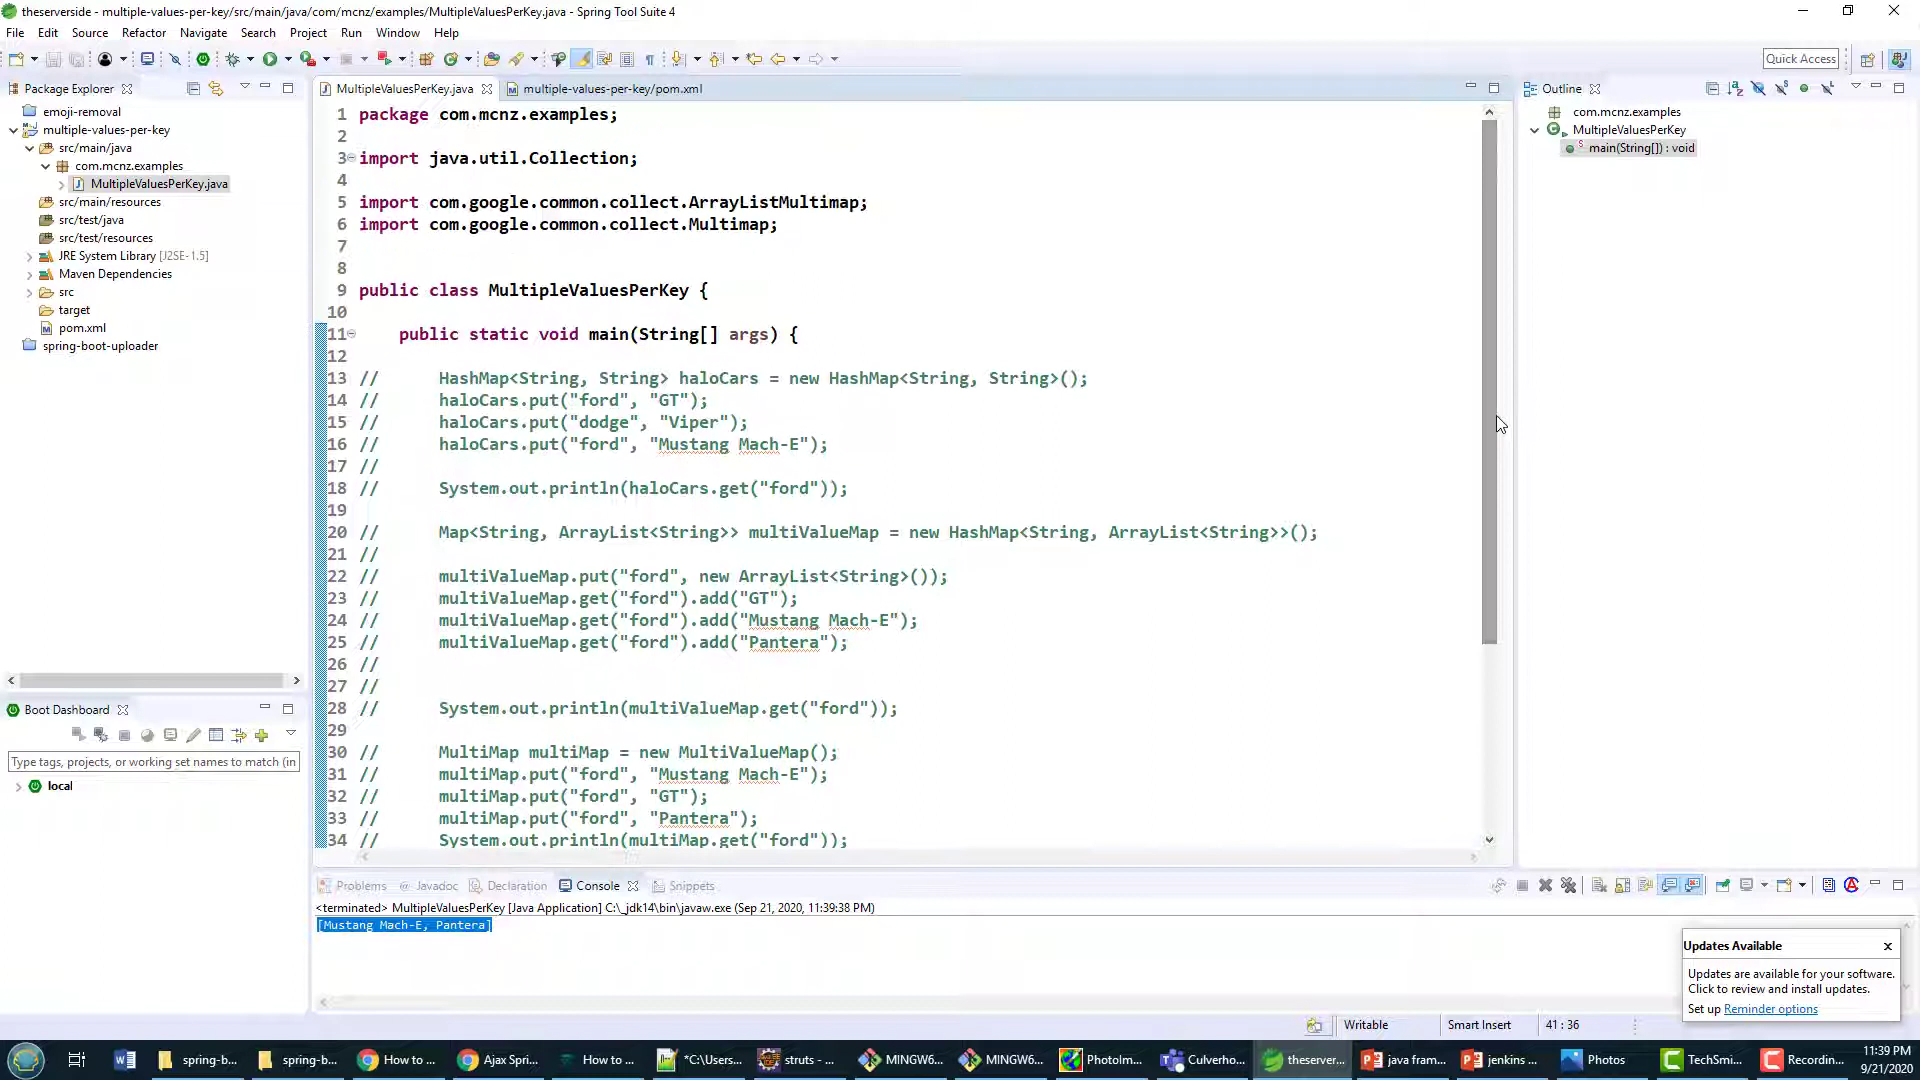 theserverside - multiple-values-per-key/src/main/java/com/mcnz/examples/MultipleValuesPerKey.java - Spring Tool Suite 4
File Edit Source Refactor Navigate Search Project Run Window Help
Quick Access
Package Explorer
emoji-removal
multiple-values-per-key
src/main/java
com.mcnz.examples
MultipleValuesPerKey.java
src/main/resources
src/test/java
src/test/resources
JRE System Library [J2SE-1.5]
Maven Dependencies
src
target
pom.xml
spring-boot-uploader
Boot Dashboard
Type tags, projects, or working set names to match (in
local
MultipleValuesPerKey.java
multiple-values-per-key/pom.xml
1 package com.mcnz.examples;
2
3 import java.util.Collection;
4
5 import com.google.common.collect.ArrayListMultimap;
6 import com.google.common.collect.Multimap;
7
8
9 public class MultipleValuesPerKey {
10
11 public static void main(String[] args) {
12
13 // HashMap<String, String> haloCars = new HashMap<String, String>();
14 // haloCars.put("ford", "GT");
15 // haloCars.put("dodge", "Viper");
16 // haloCars.put("ford", "Mustang Mach-E");
17 //
18 // System.out.println(haloCars.get("ford"));
19
20 // Map<String, ArrayList<String>> multiValueMap = new HashMap<String, ArrayList<String>>();
21 //
22 // multiValueMap.put("ford", new ArrayList<String>());
23 // multiValueMap.get("ford").add("GT");
24 // multiValueMap.get("ford").add("Mustang Mach-E");
25 // multiValueMap.get("ford").add("Pantera");
26 //
27 //
28 // System.out.println(multiValueMap.get("ford"));
29
30 // MultiMap multiMap = new MultiValueMap();
31 // multiMap.put("ford", "Mustang Mach-E");
32 // multiMap.put("ford", "GT");
33 // multiMap.put("ford", "Pantera");
34 // System.out.println(multiMap.get("ford"));
Outline
com.mcnz.examples
MultipleValuesPerKey
main(String[]) : void
Problems @ Javadoc Declaration Console Snippets
<terminated> MultipleValuesPerKey [Java Application] C:\_jdk14\bin\javaw.exe (Sep 21, 2020, 11:39:38 PM)
[Mustang Mach-E, Pantera]
Updates Available
Updates are available for your software.
Click to review and install updates.
Set up Reminder options
Writable Smart Insert 41 : 36
spring-b... spring-b... How to ... Ajax Spri... How to ... *C:\Users... struts - ... MINGW6... MINGW6... PhotoIm... Culverho... theserver... java fram... jenkins ... Photos TechSmi... Recordin...
11:39 PM
9/21/2020